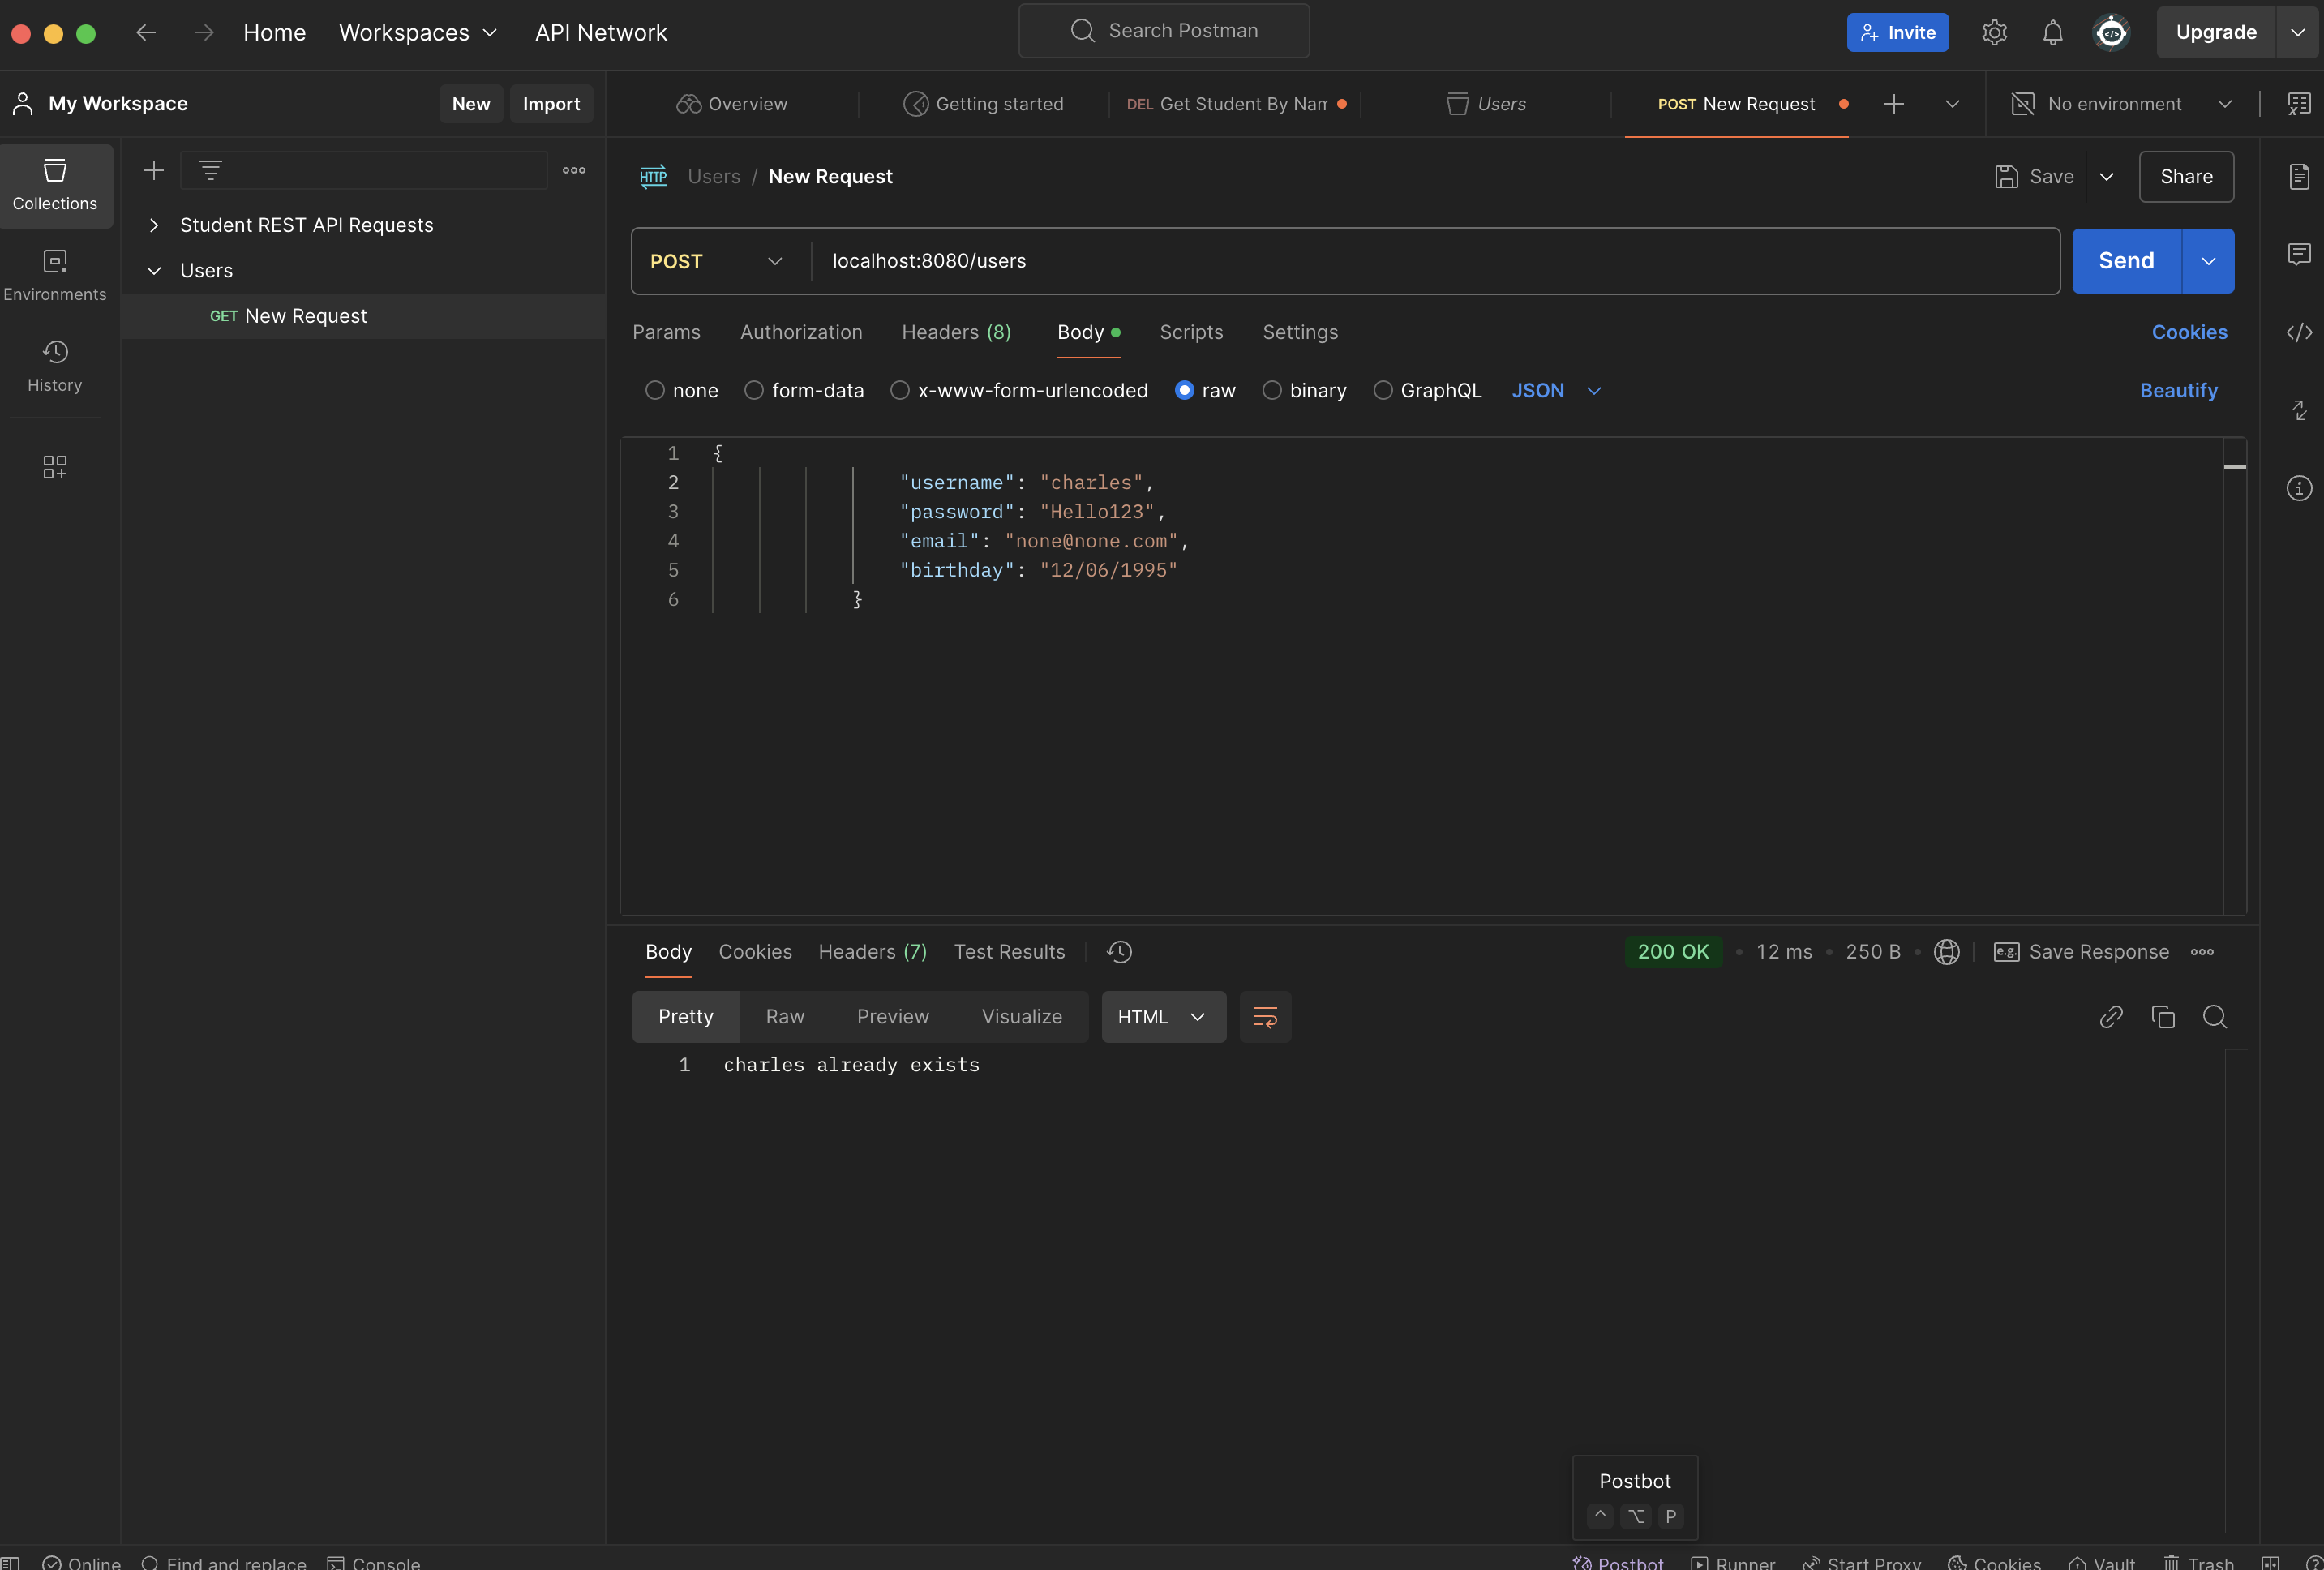 Home Workspaces API Network Search Postman Invite Upgrade
My Workspace New Import Overview Getting started DEL Get Student By Nam Users POST New Request No environment
Collections
Environments
History
Student REST API Requests
Users
GET New Request
HTTP Users / New Request Save Share
POST localhost:8080/users Send
Params Authorization Headers (8) Body Scripts Settings Cookies
none form-data x-www-form-urlencoded raw binary GraphQL JSON Beautify
1 {
2 "username": "charles",
3 "password": "Hello123",
4 "email": "none@none.com",
5 "birthday": "12/06/1995"
6 }
Body Cookies Headers (7) Test Results 200 OK • 12 ms • 250 B • e.g. Save Response
Pretty Raw Preview Visualize HTML
1 charles already exists
Postbot
^ ⌥ P
Online Find and replace Console Postbot Runner Start Proxy Cookies Vault Trash